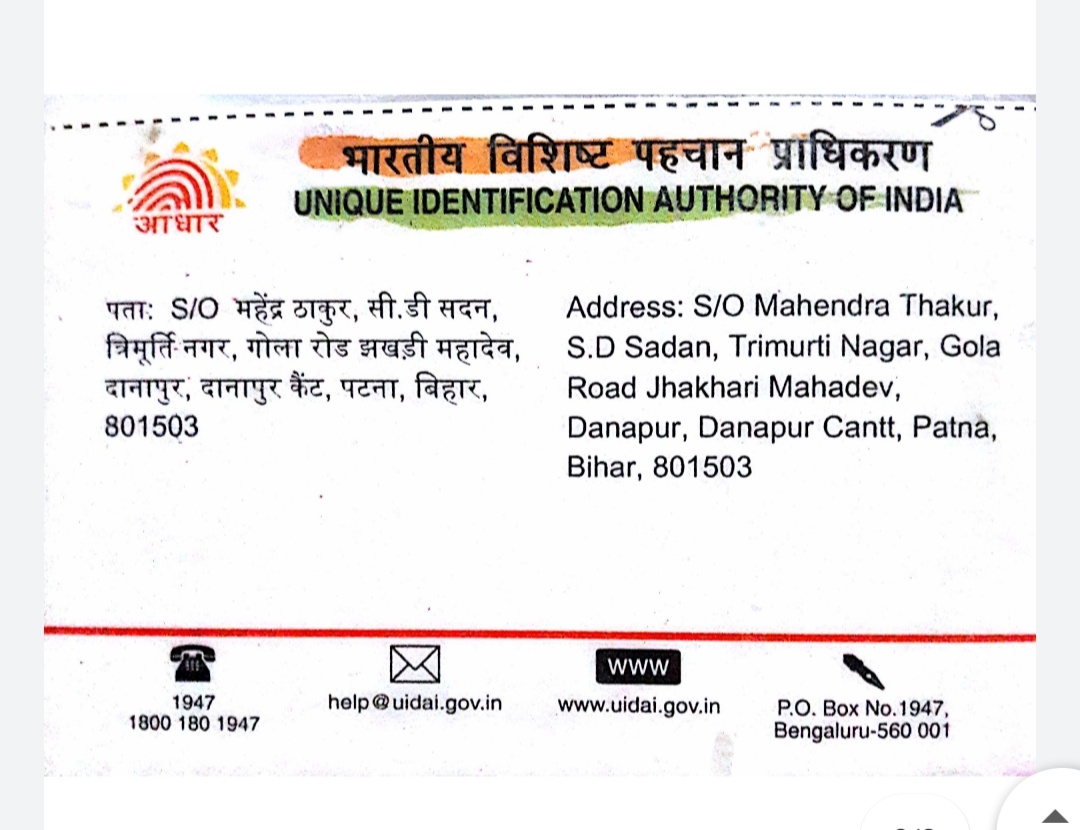 भारतीय विशिष्ट पहचान प्राधिकरण
UNIQUE IDENTIFICATION AUTHORITY OF INDIA
आधार
पता: S/O महेंद्र ठाकुर, सी.डी सदन,
त्रिमूर्ति नगर, गोला रोड झखड़ी महादेव,
दानापुर, दानापुर कैंट, पटना, बिहार,
801503
Address: S/O Mahendra Thakur,
S.D Sadan, Trimurti Nagar, Gola
Road Jhakhari Mahadev,
Danapur, Danapur Cantt, Patna,
Bihar, 801503
1947
1800 180 1947
help@uidai.gov.in
www
www.uidai.gov.in
P.O. Box No.1947,
Bengaluru-560 001